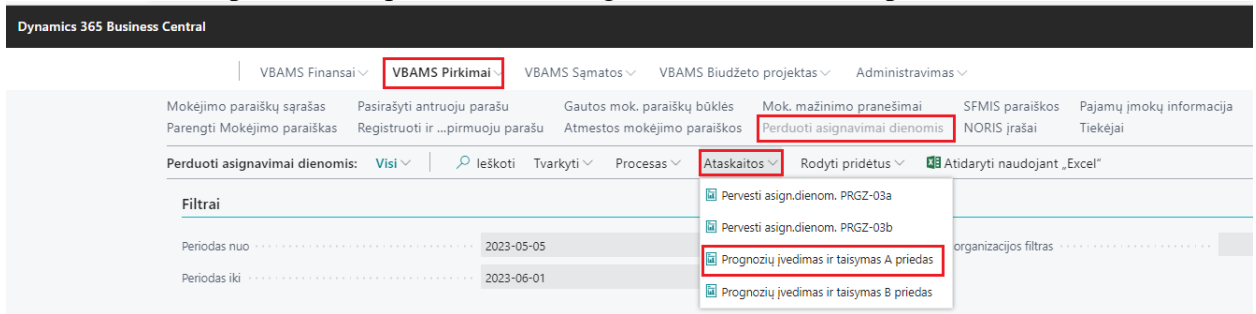 Dynamics 365 Business Central
VBAMS Finansai VBAMS Pirkimai VBAMS Sąmatos VBAMS Biudžeto projektas Administravimas
Mokėjimo paraiškų sąrašas Pasirašyti antruoju parašu Gautos mok. paraiškų būklės Mok. mažinimo pranešimai SFMIS paraiškos Pajamų įmokų informacija
Parengti Mokėjimo paraiškas Registruoti ir ...pirmuoju parašu Atmestos mokėjimo paraiškos Perduoti asignavimai dienomis NORIS įrašai Tiekėjai
Perduoti asignavimai dienomis: Visi Ieškoti Tvarkyti Procesas Ataskaitos Rodyti pridėtus Atidaryti naudojant „Excel“
Filtrai
Pervesti asign.dienom. PRGZ-03a
Pervesti asign.dienom. PRGZ-03b
Periodas nuo 2023-05-05 organizacijos filtras
Prognozių įvedimas ir taisymas A priedas
Periodas iki 2023-06-01
Prognozių įvedimas ir taisymas B priedas